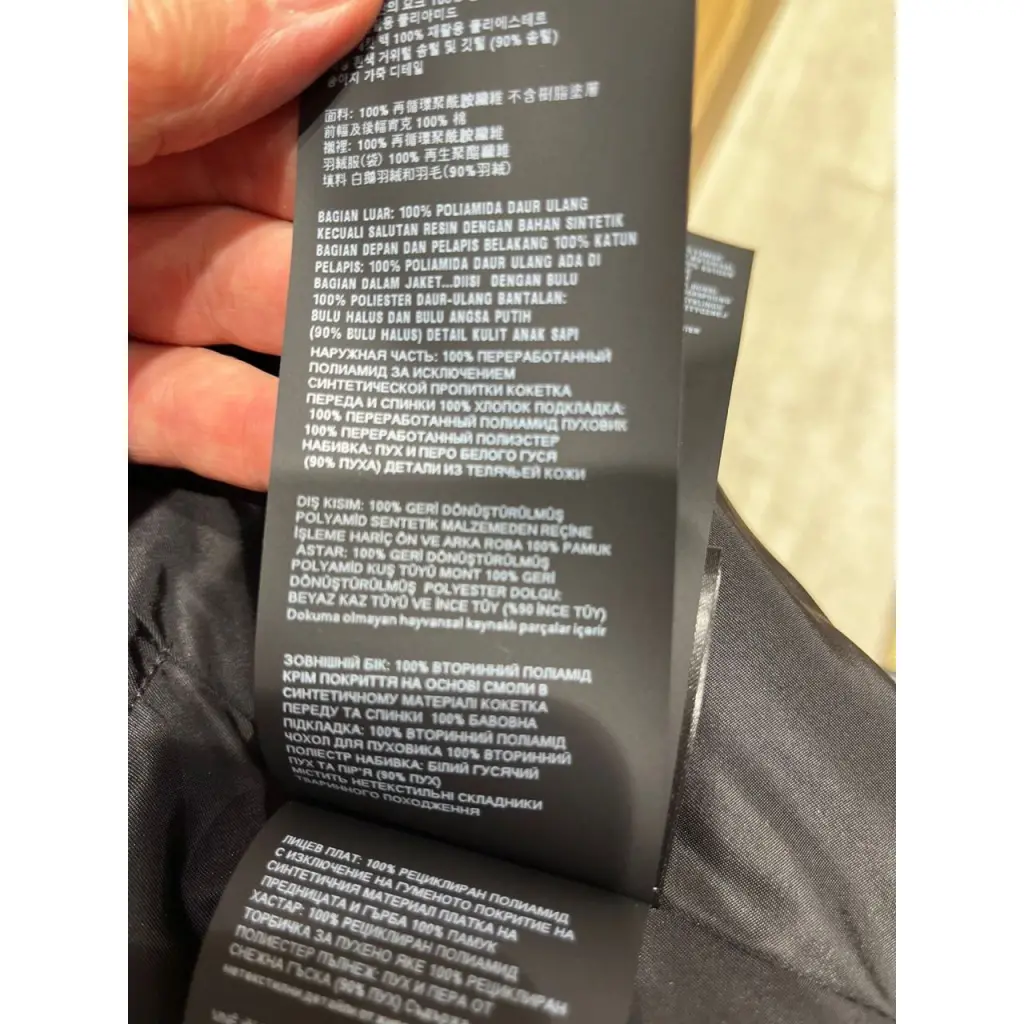 백 100% 재활용 폴리에스테르
흰색 거위털 솜털 및 깃털 (90% 솜털)
송아지 가죽 디테일
面料: 100% 再循環聚酰胺纖維 不含樹脂塗層
前幅及後幅育克 100% 棉
襯裡: 100% 再循環聚酰胺纖維
羽絨服(袋) 100% 再生聚酯纖維
填料 白鵝羽絨和羽毛(90%羽絨)
BAGIAN LUAR: 100% POLIAMIDA DAUR ULANG
KECUALI SALUTAN RESIN DENGAN BAHAN SINTETIK
BAGIAN DEPAN DAN PELAPIS BELAKANG 100% KATUN
PELAPIS: 100% POLIAMIDA DAUR ULANG ADA DI
BAGIAN DALAM JAKET...DIISI DENGAN BULU
100% POLIESTER DAUR-ULANG BANTALAN:
BULU HALUS DAN BULU ANGSA PUTIH
(90% BULU HALUS) DETAIL KULIT ANAK SAPI
НАРУЖНАЯ ЧАСТЬ: 100% ПЕРЕРАБОТАННЫЙ
ПОЛИАМИД ЗА ИСКЛЮЧЕНИЕМ
СИНТЕТИЧЕСКОЙ ПРОПИТКИ КОКЕТКА
ПЕРЕДА И СПИНКИ 100% ХЛОПОК ПОДКЛАДКА:
100% ПЕРЕРАБОТАННЫЙ ПОЛИАМИД ПУХОВИК
100% ПЕРЕРАБОТАННЫЙ ПОЛИЭСТЕР
НАБИВКА: ПУХ И ПЕРО БЕЛОГО ГУСЯ
(90% ПУХА) ДЕТАЛИ ИЗ ТЕЛЯЧЬЕЙ КОЖИ
DIŞ KISIM: 100% GERİ DÖNÜŞTÜRÜLMÜŞ
POLYAMİD SENTETİK MALZEMEDEN REÇİNE
İŞLEME HARİÇ ÖN VE ARKA ROBA 100% PAMUK
ASTAR: 100% GERİ DÖNÜŞTÜRÜLMÜŞ
POLYAMİD KUŞ TÜYÜ MONT 100% GERİ
DÖNÜŞTÜRÜLMÜŞ POLYESTER DOLGU:
BEYAZ KAZ TÜYÜ VE İNCE TÜY (%90 İNCE TÜY)
Dokuma olmayan hayvansal kaynaklı parçalar içerir
ЗОВНІШНІЙ БІК: 100% ВТОРИННИЙ ПОЛІАМІД
КРІМ ПОКРИТТЯ НА ОСНОВІ СМОЛИ В
СИНТЕТИЧНОМУ МАТЕРІАЛІ КОКЕТКА
ПЕРЕДУ ТА СПИНКИ 100% БАВОВНА
ПІДКЛАДКА: 100% ВТОРИННИЙ ПОЛІАМІД
ЧОХОЛ ДЛЯ ПУХОВИКА 100% ВТОРИННИЙ
ПОЛІЕСТР НАБИВКА: БІЛИЙ ГУСЯЧИЙ
ПУХ ТА ПІР'Я (90% ПУХ)
МІСТИТЬ НЕТЕКСТИЛЬНІ СКЛАДНИКИ
ТВАРИННОГО ПОХОДЖЕННЯ
ЛИЦЕВ ПЛАТ: 100% РЕЦИКЛИРАН ПОЛИАМИД
С ИЗКЛЮЧЕНИЕ НА ГУМЕНОТО ПОКРИТИЕ НА
СИНТЕТИЧНИЯ МАТЕРИАЛ ПЛАТКА НА
ПРЕДНИЦАТА И ГЪРБА 100% ПАМУК
ХАСТАР: 100% РЕЦИКЛИРАН ПОЛИАМИД
ТОРБИЧКА ЗА ПУХЕНО ЯКЕ 100% РЕЦИКЛИРАН
ПОЛИЕСТЕР ПЪЛНЕЖ: ПУХ И ПЕРА ОТ
СНЕЖНА ГЪСКА (90% ПУХ)